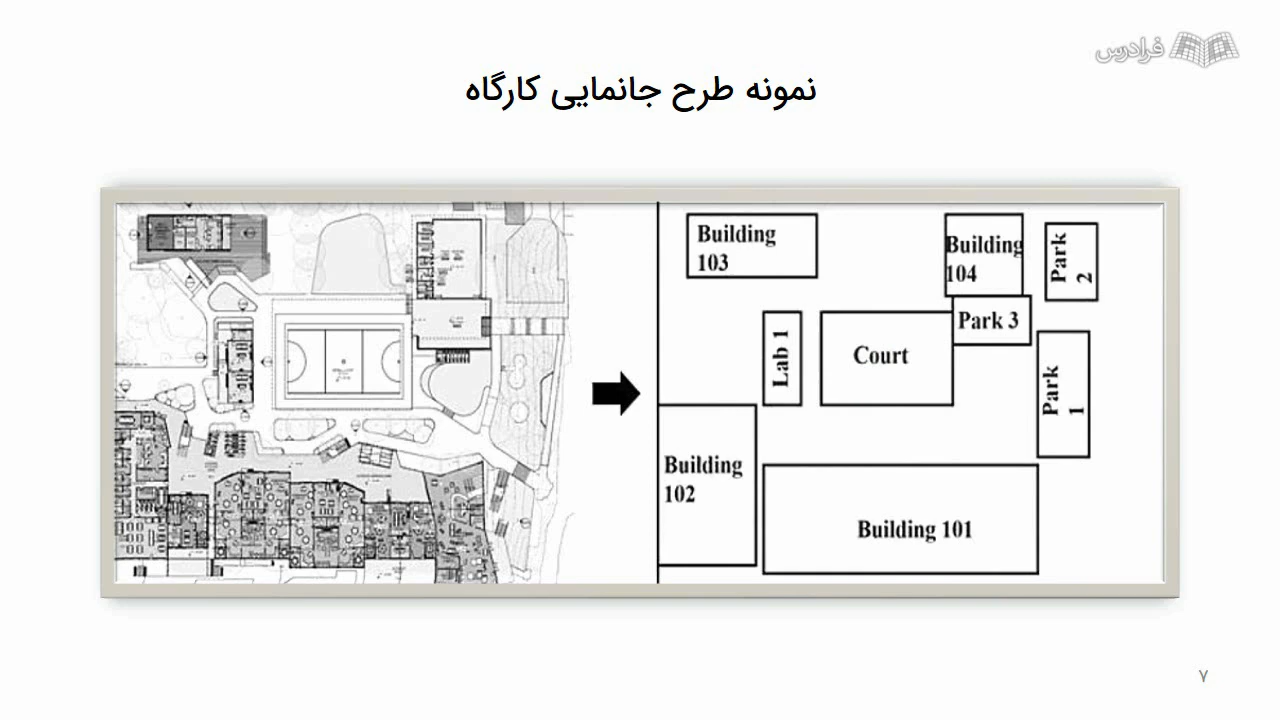 فرادرس
نمونه طرح جانمایی کارگاه
Building
103
Building
104
Park
2
Park 3
Lab 1
Court
Park
1
Building
102
Building 101
۷